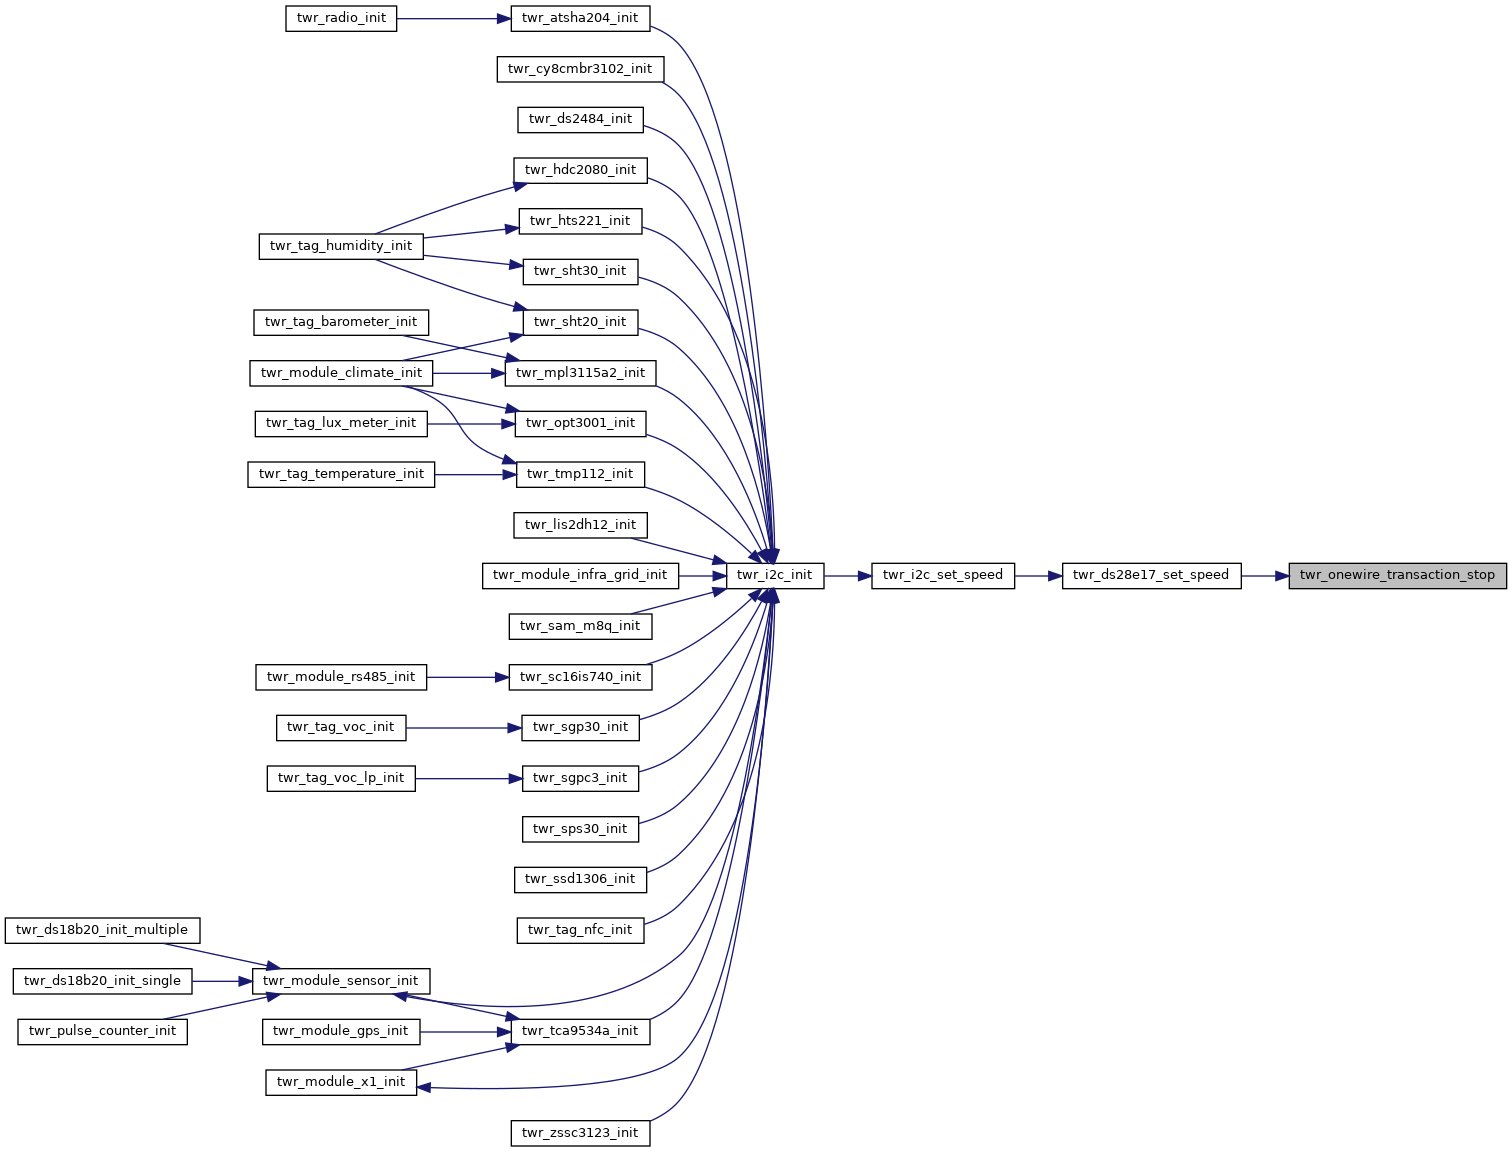 twr_radio_init
twr_atsha204_init
twr_cy8cmbr3102_init
twr_ds2484_init
twr_hdc2080_init
twr_hts221_init
twr_tag_humidity_init
twr_sht30_init
twr_tag_barometer_init
twr_sht20_init
twr_module_climate_init
twr_mpl3115a2_init
twr_tag_lux_meter_init
twr_opt3001_init
twr_tag_temperature_init
twr_tmp112_init
twr_lis2dh12_init
twr_module_infra_grid_init
twr_i2c_init
twr_i2c_set_speed
twr_ds28e17_set_speed
twr_onewire_transaction_stop
twr_sam_m8q_init
twr_module_rs485_init
twr_sc16is740_init
twr_tag_voc_init
twr_sgp30_init
twr_tag_voc_lp_init
twr_sgpc3_init
twr_sps30_init
twr_ssd1306_init
twr_ds18b20_init_multiple
twr_tag_nfc_init
twr_ds18b20_init_single
twr_module_sensor_init
twr_pulse_counter_init
twr_module_gps_init
twr_tca9534a_init
twr_module_x1_init
twr_zssc3123_init